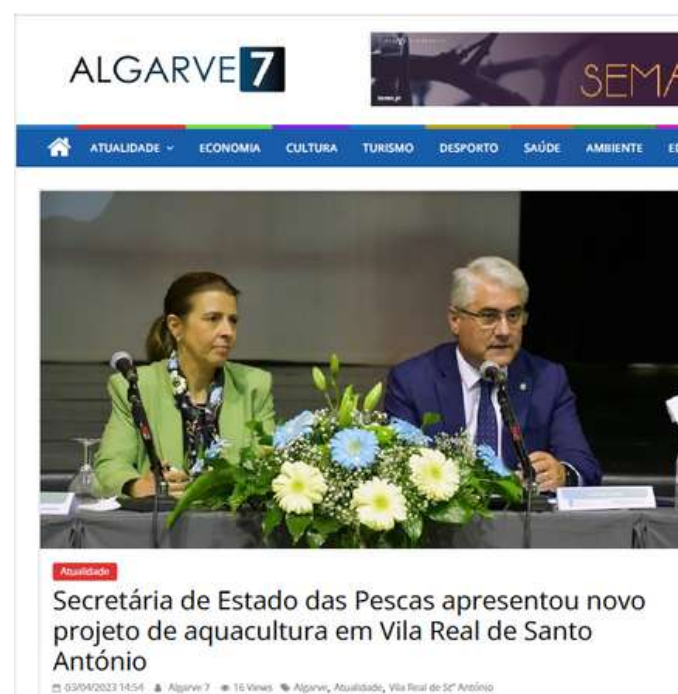 ALGARVE 7
SEMA
ATUALIDADE ECONOMIA CULTURA TURISMO DESPORTO SAÚDE AMBIENTE ED
Atualidade
Secretária de Estado das Pescas apresentou novo
projeto de aquacultura em Vila Real de Santo
António
03/04/2023 14:54 Algarve 7 16 Views Algarve, Atualidade, Vila Real de Stº António